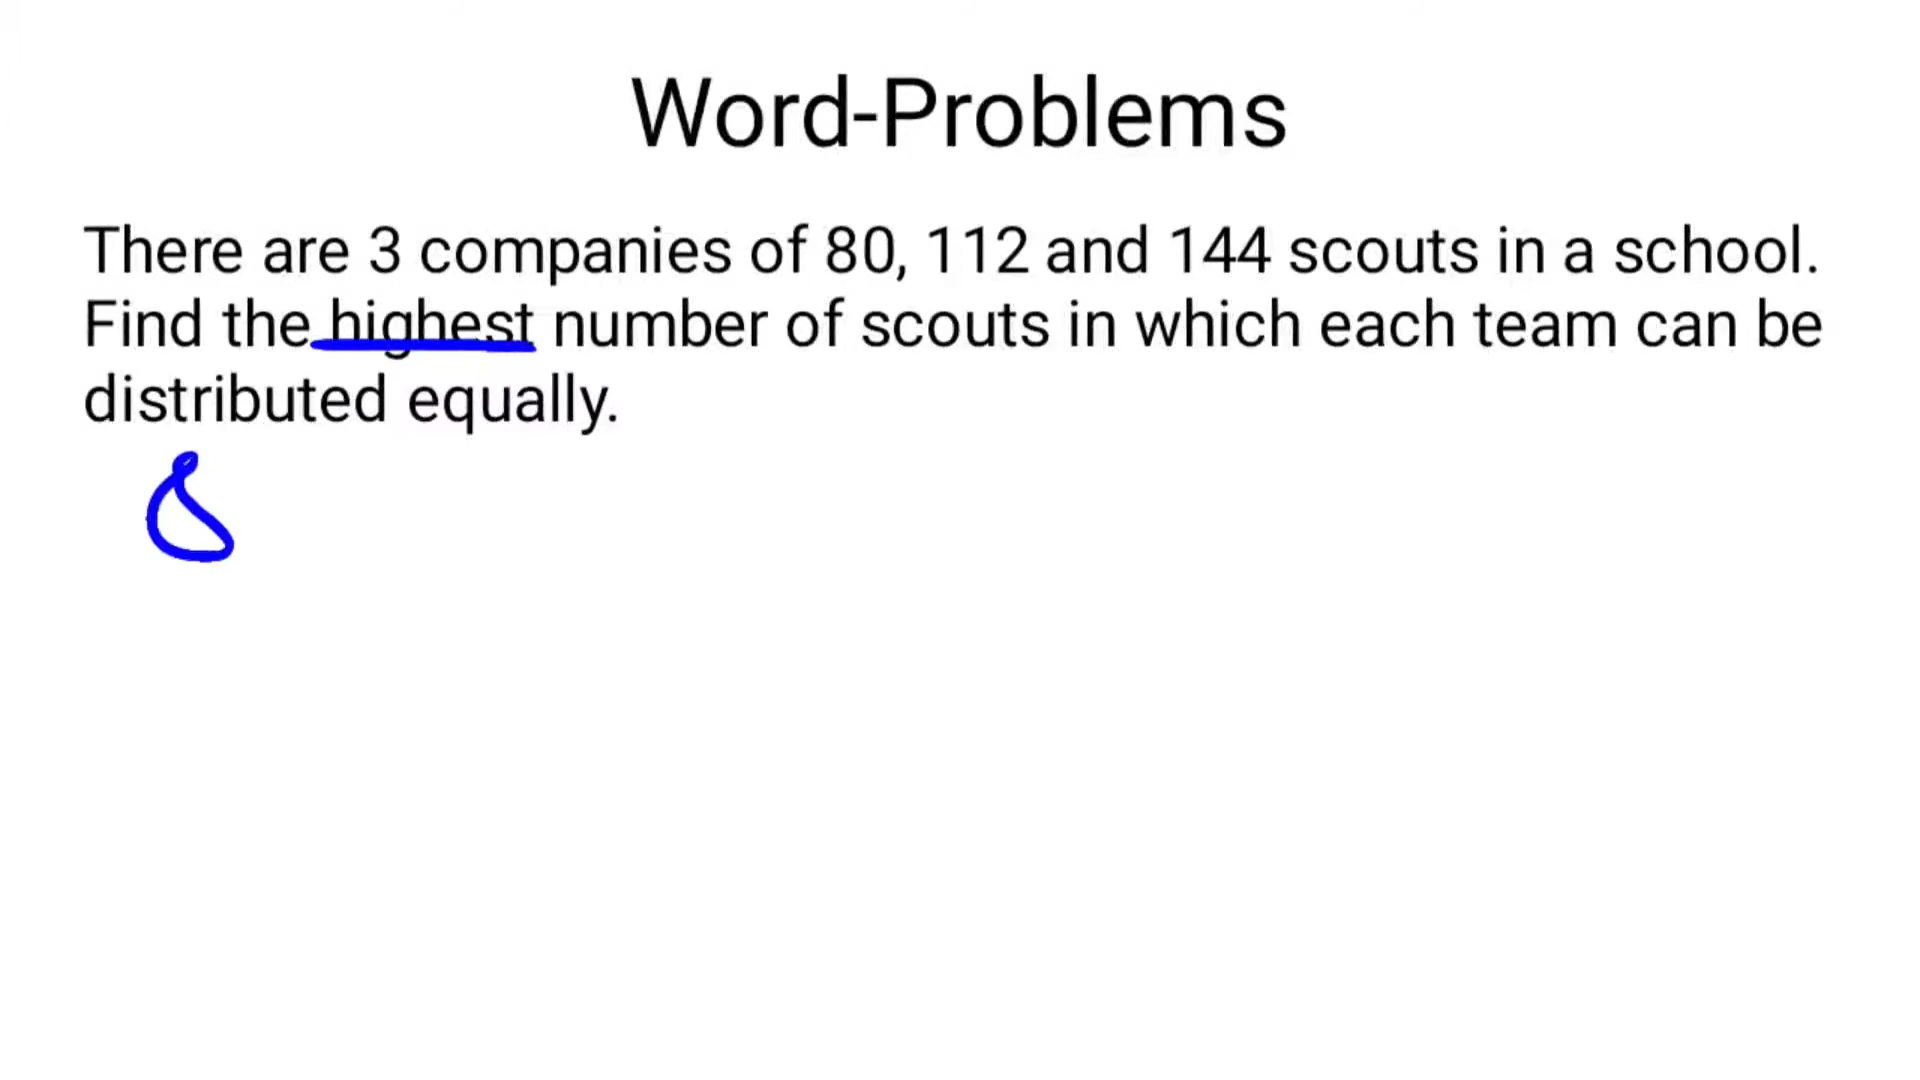 Word-Problems
There are 3 companies of 80, 112 and 144 scouts in a school.
Find the highest number of scouts in which each team can be
distributed equally.